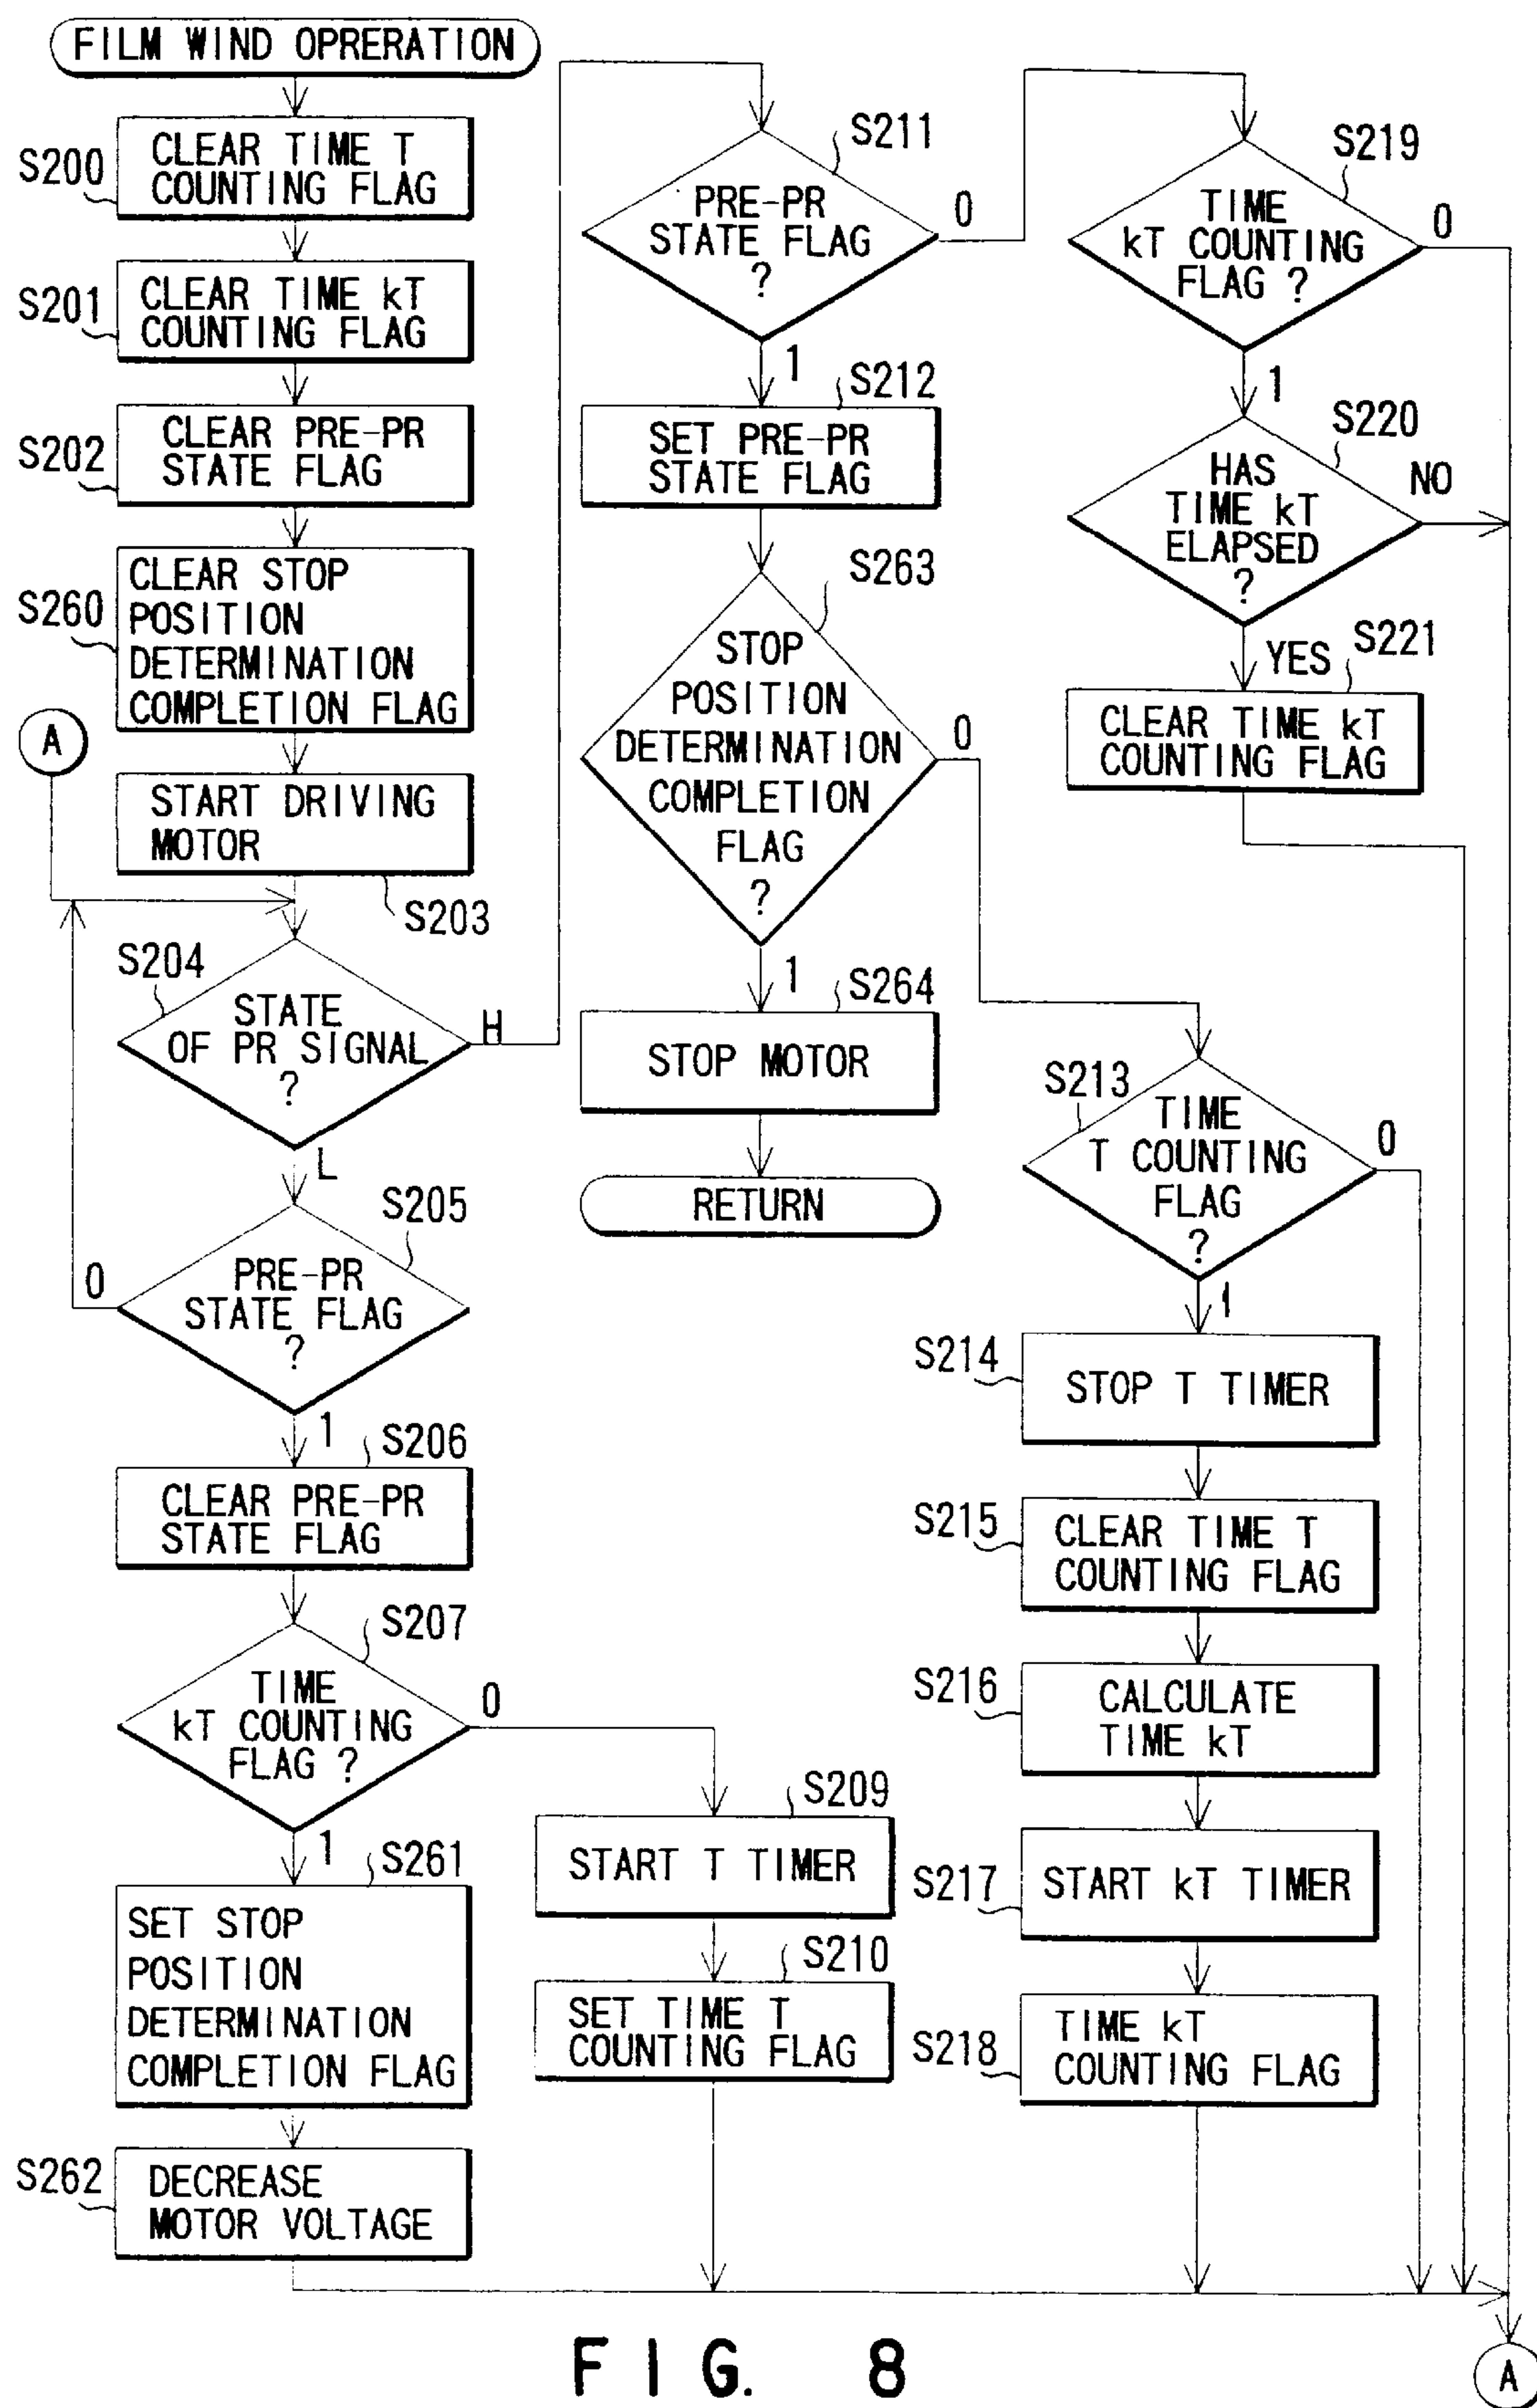 FILM WIND OPRERATION
S200
CLEAR TIME T
COUNTING FLAG
S201
CLEAR TIME kT
COUNTING FLAG
S202
CLEAR PRE-PR
STATE FLAG
S260
CLEAR STOP
POSITION
DETERMINATION
COMPLETION FLAG
A
START DRIVING
MOTOR
S203
S204
STATE
OF PR SIGNAL
?
H
L
S205
PRE-PR
STATE FLAG
?
0
1
S206
CLEAR PRE-PR
STATE FLAG
S207
TIME
kT COUNTING
FLAG ?
0
1
S261
SET STOP
POSITION
DETERMINATION
COMPLETION FLAG
S262
DECREASE
MOTOR VOLTAGE
S209
START T TIMER
S210
SET TIME T
COUNTING FLAG
S211
PRE-PR
STATE FLAG
?
0
1
S212
SET PRE-PR
STATE FLAG
S263
STOP
POSITION
DETERMINATION
COMPLETION
FLAG
?
0
1
S264
STOP MOTOR
RETURN
S213
TIME
T COUNTING
FLAG
?
0
1
S214
STOP T TIMER
S215
CLEAR TIME T
COUNTING FLAG
S216
CALCULATE
TIME kT
S217
START kT TIMER
S218
TIME kT
COUNTING FLAG
S219
TIME
kT COUNTING
FLAG ?
0
1
S220
HAS
TIME kT
ELAPSED
?
NO
YES
S221
CLEAR TIME kT
COUNTING FLAG
A
FIG. 8